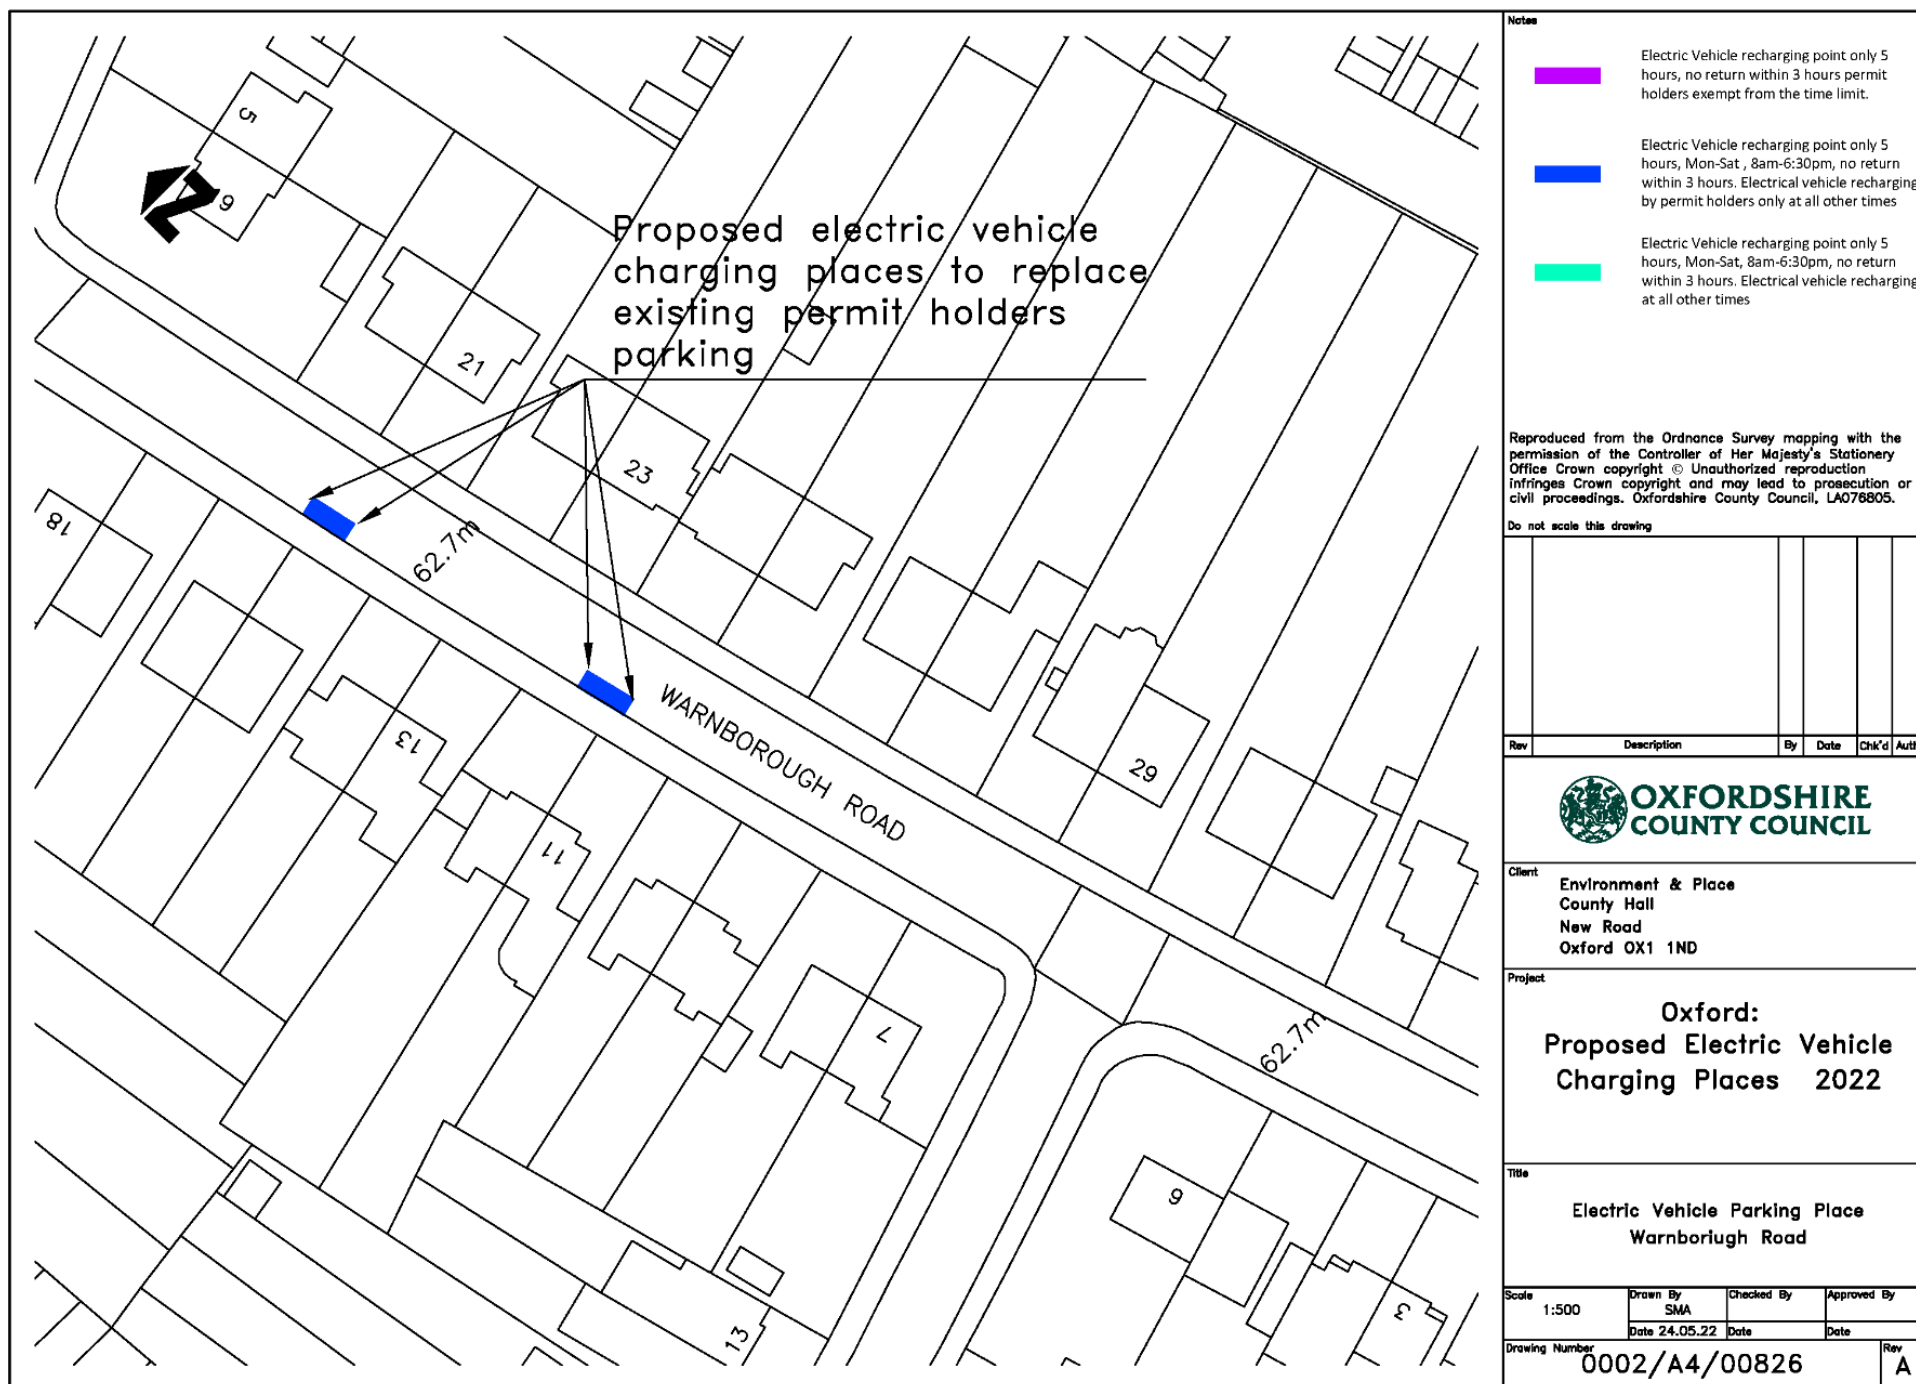 Proposed electric vehicle
charging places to replace
existing permit holders
parking
5
9
21
23
18
62.7m
WARNBOROUGH ROAD
13
11
29
7
62.7m
9
3
13
N
Notes
Electric Vehicle recharging point only 5
hours, no return within 3 hours permit
holders exempt from the time limit.
Electric Vehicle recharging point only 5
hours, Mon-Sat , 8am-6:30pm, no return
within 3 hours. Electrical vehicle recharging
by permit holders only at all other times
Electric Vehicle recharging point only 5
hours, Mon-Sat, 8am-6:30pm, no return
within 3 hours. Electrical vehicle recharging
at all other times
Reproduced from the Ordnance Survey mapping with the
permission of the Controller of Her Majesty's Stationery
Office Crown copyright © Unauthorized reproduction
infringes Crown copyright and may lead to prosecution or
civil proceedings. Oxfordshire County Council, LA076805.
Do not scale this drawing
Rev Description By Date Chk'd Auth
OXFORDSHIRE
COUNTY COUNCIL
Client
Environment & Place
County Hall
New Road
Oxford OX1 1ND
Project
Oxford:
Proposed Electric Vehicle
Charging Places 2022
Title
Electric Vehicle Parking Place
Warnboriugh Road
Scale Drawn By Checked By Approved By
1:500 SMA
Date 24.05.22 Date Date
Drawing Number Rev
0002/A4/00826 A